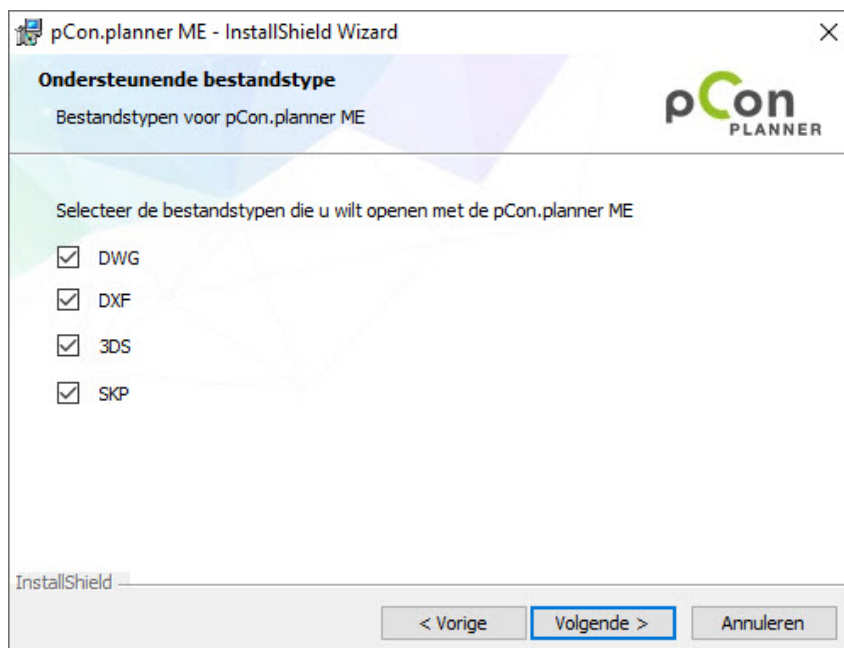 pCon.planner ME - InstallShield Wizard
Ondersteunende bestandstype
Bestandstypen voor pCon.planner ME
pCon
PLANNER
Selecteer de bestandstypen die u wilt openen met de pCon.planner ME
DWG
DXF
3DS
SKP
InstallShield
< Vorige
Volgende >
Annuleren